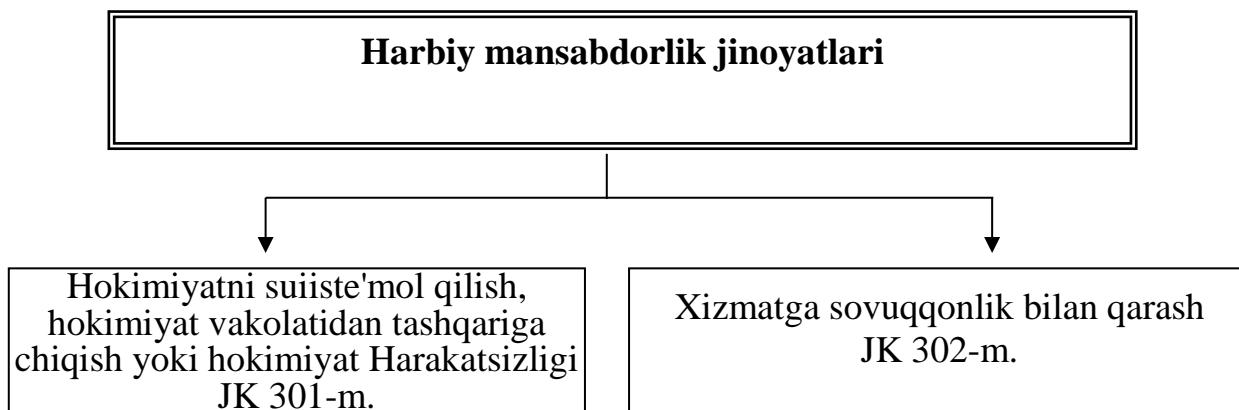 Harbiy mansabdorlik jinoyatlari
Hokimiyatni suiiste'mol qilish,
hokimiyat vakolatidan tashqariga
chiqish yoki hokimiyat Harakatsizligi
JK 301-m.
Xizmatga sovuqqonlik bilan qarash
JK 302-m.